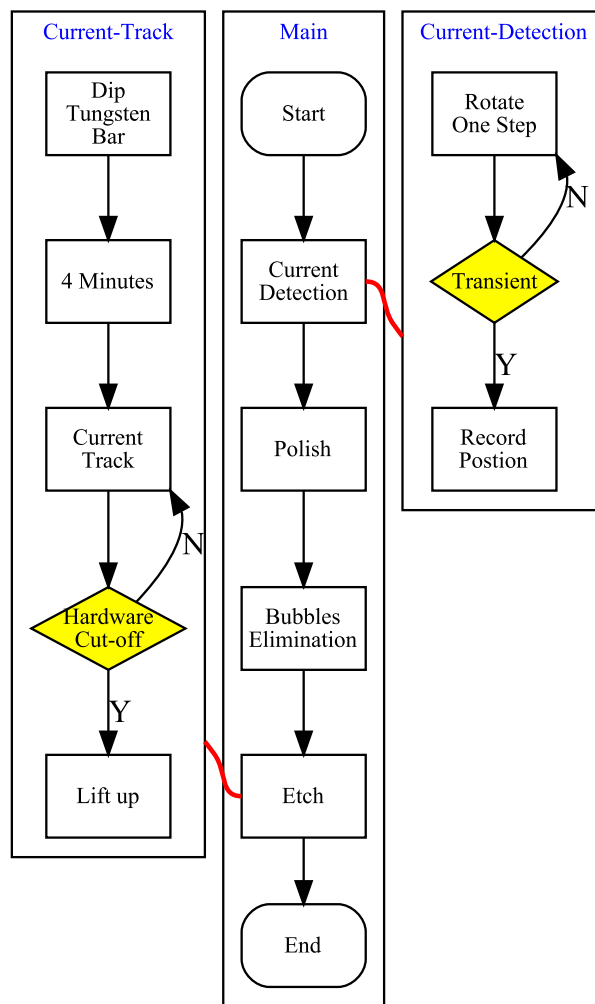 Current-Track
Dip
Tungsten
Bar
4 Minutes
Current
Track
N
Hardware
Cut-off
Y
Lift up
Main
Start
Current
Detection
Polish
Bubbles
Elimination
Etch
End
Current-Detection
Rotate
One Step
N
Transient
Y
Record
Postion